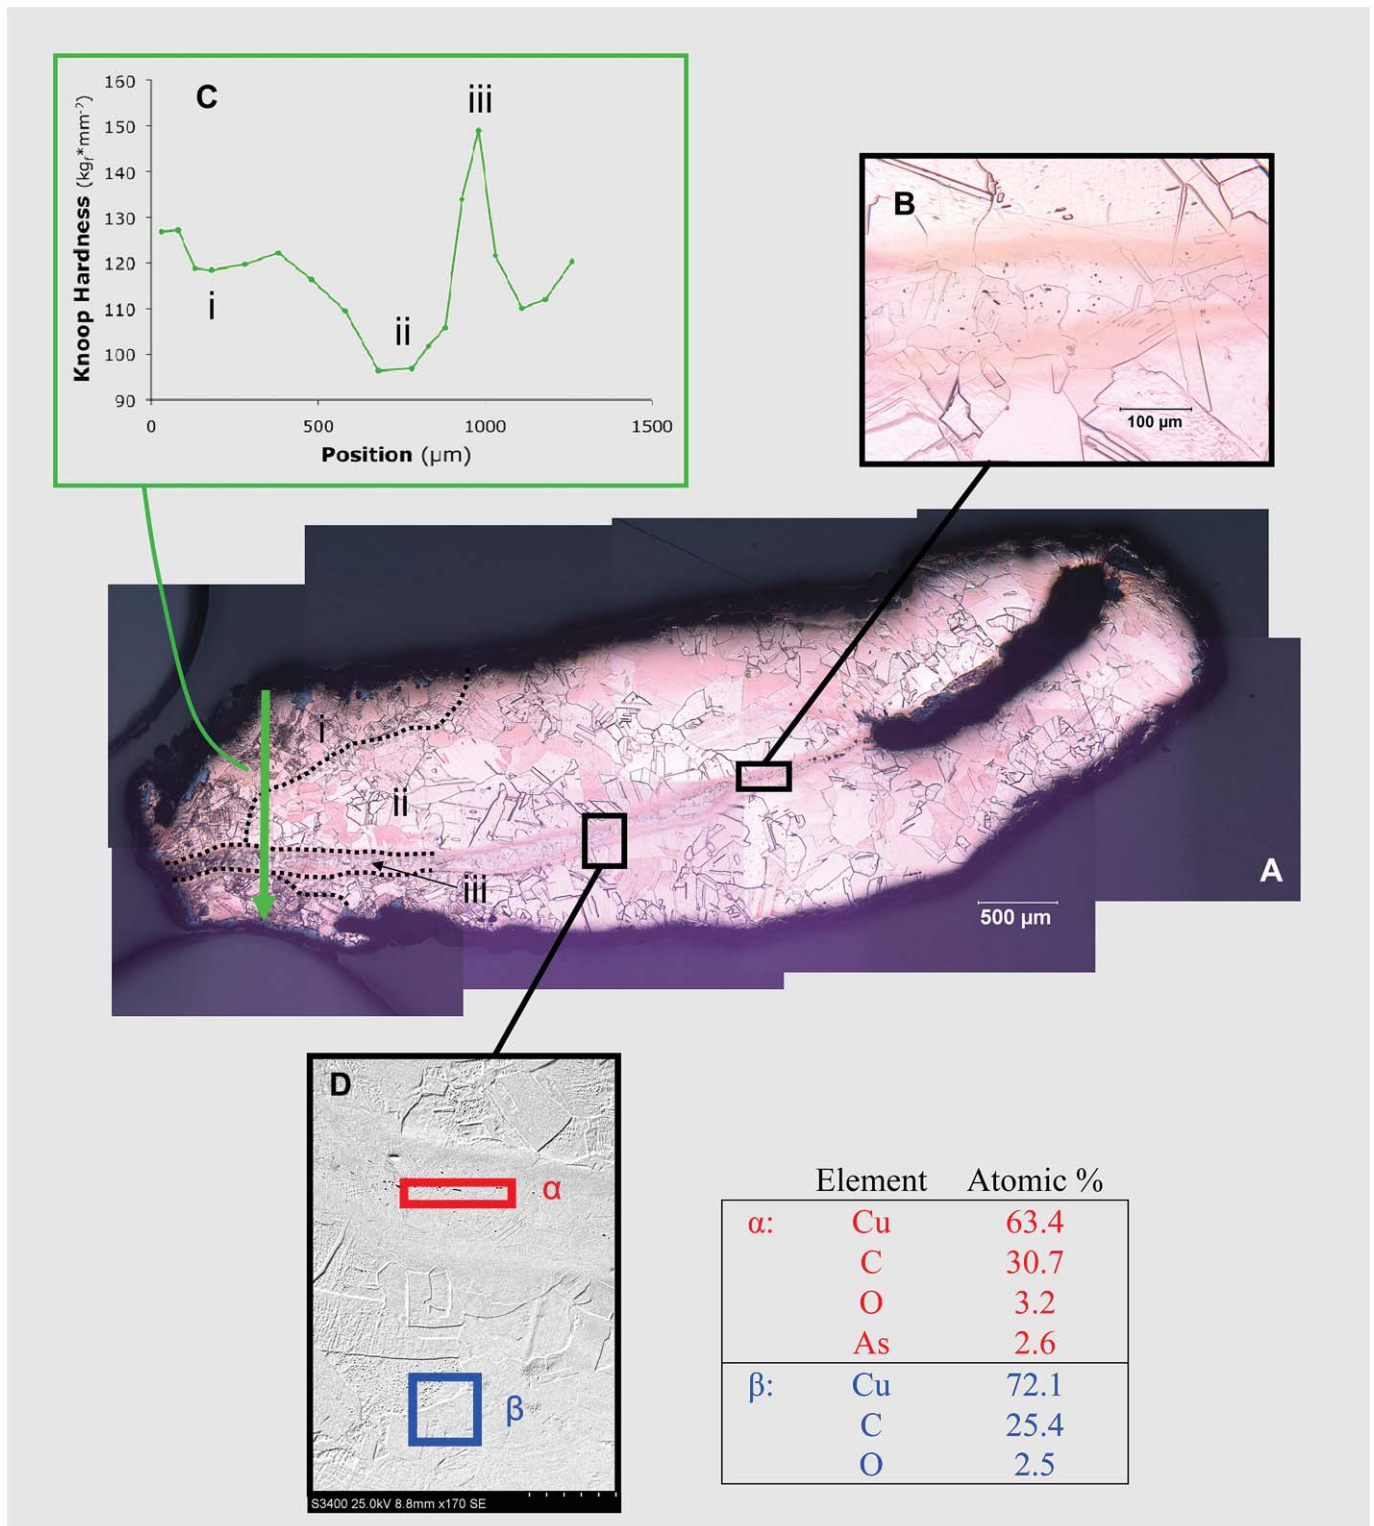 C
160
150
140
130
120
110
100
90
0
500
1000
1500
Knoop Hardness (kgf*mm-2)
Position (µm)
i
ii
iii
B
100 µm
i
ii
iii
A
500 µm
D
α
β
S3400 25.0kV 8.8mm x170 SE
Element Atomic %
α: Cu 63.4
C 30.7
O 3.2
As 2.6
β: Cu 72.1
C 25.4
O 2.5